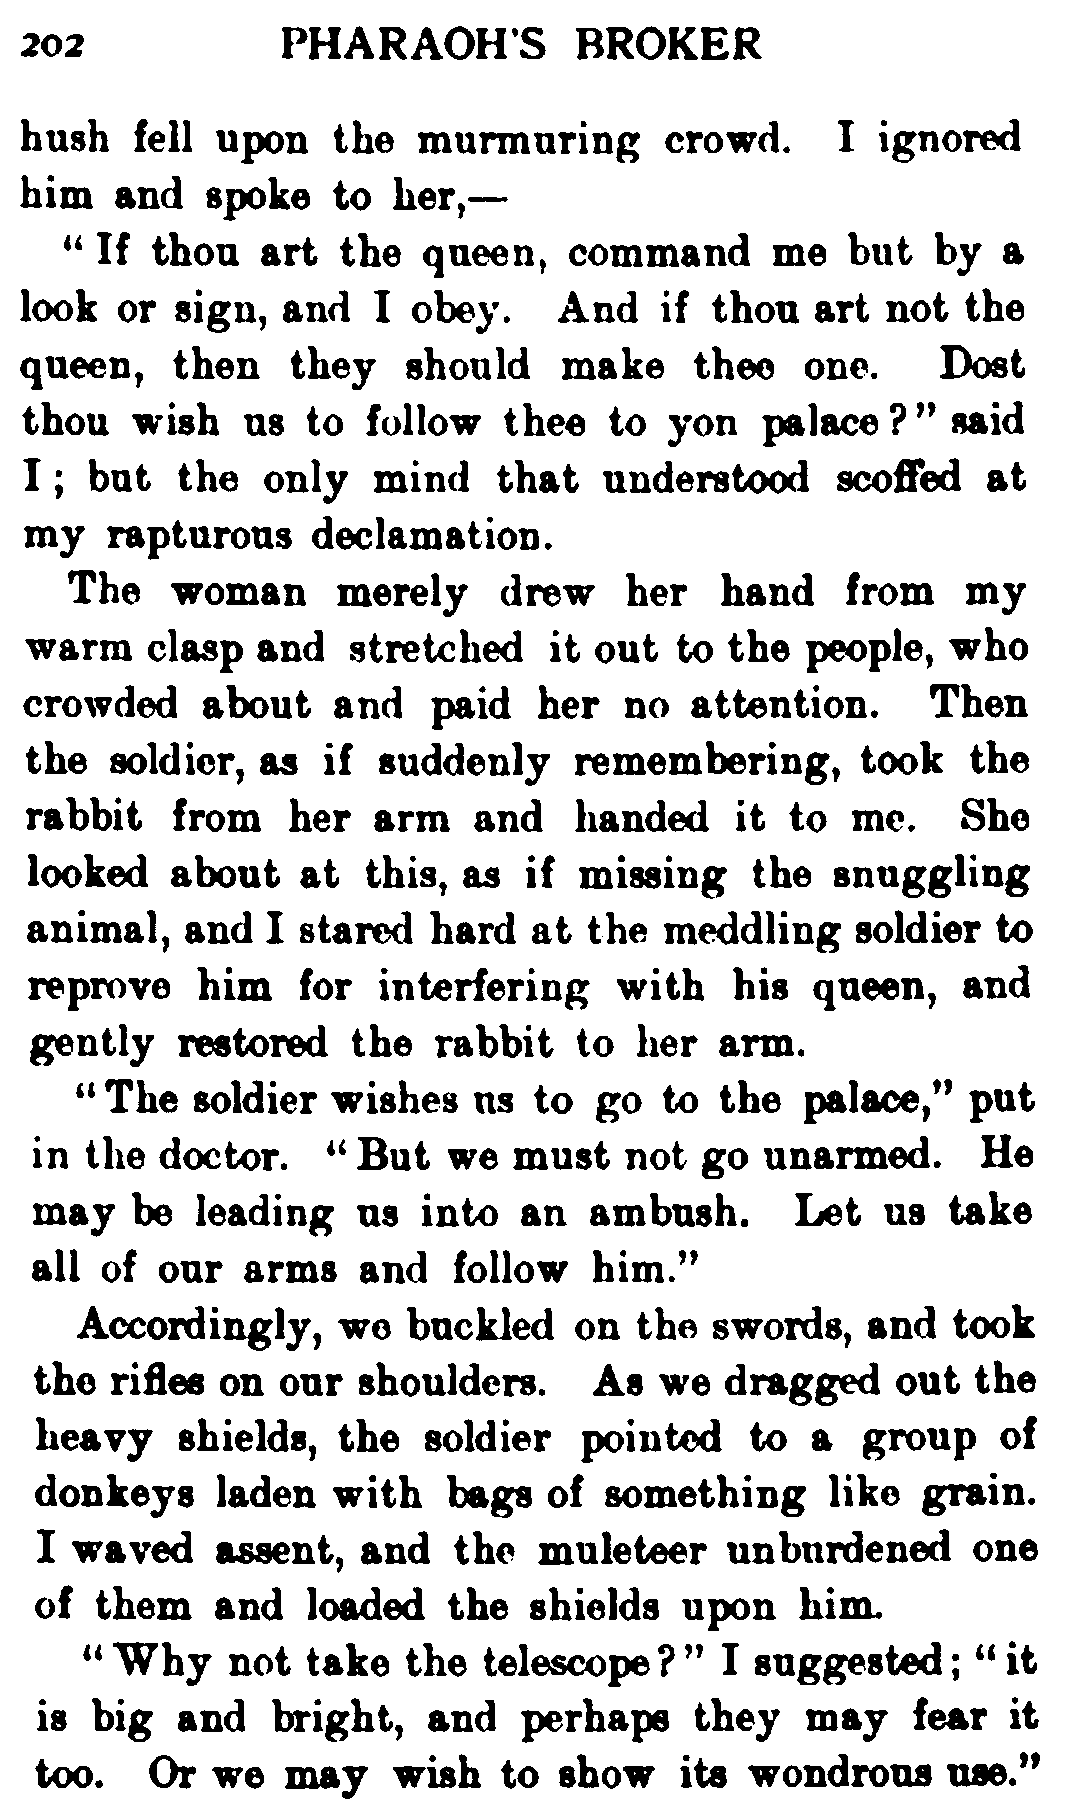 202 PHARAOH'S BROKER
hush fell upon the murmuring crowd. I ignored
him and spoke to her,—
"If thou art the queen, command me but by a
look or sign, and I obey. And if thou art not the
queen, then they should make thee one. Dost
thou wish us to follow thee to yon palace?" said
I; but the only mind that understood scoffed at
my rapturous declamation.
The woman merely drew her hand from my
warm clasp and stretched it out to the people, who
crowded about and paid her no attention. Then
the soldier, as if suddenly remembering, took the
rabbit from her arm and handed it to me. She
looked about at this, as if missing the snuggling
animal, and I stared hard at the meddling soldier to
reprove him for interfering with his queen, and
gently restored the rabbit to her arm.
"The soldier wishes us to go to the palace," put
in the doctor. "But we must not go unarmed. He
may be leading us into an ambush. Let us take
all of our arms and follow him."
Accordingly, we buckled on the swords, and took
the rifles on our shoulders. As we dragged out the
heavy shields, the soldier pointed to a group of
donkeys laden with bags of something like grain.
I waved assent, and the muleteer unburdened one
of them and loaded the shields upon him.
"Why not take the telescope?" I suggested; "it
is big and bright, and perhaps they may fear it
too. Or we may wish to show its wondrous use."